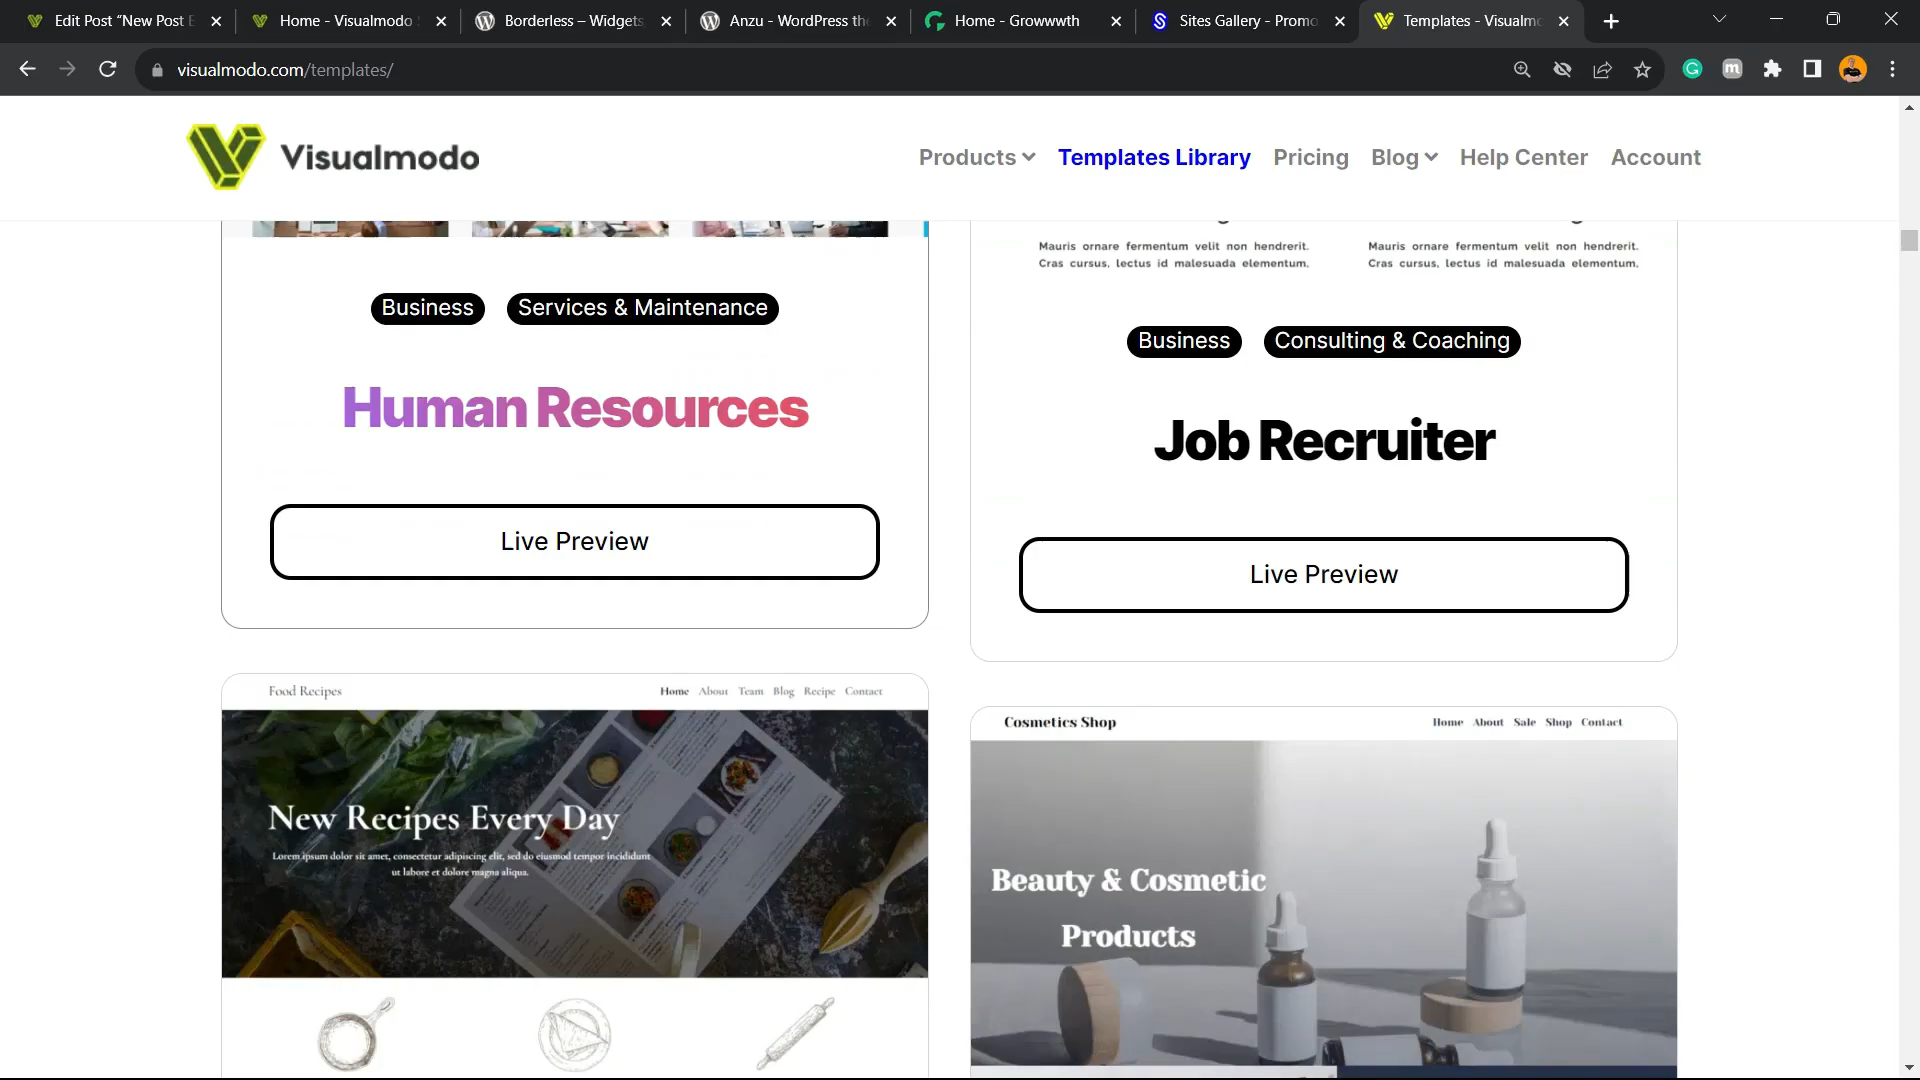 Edit Post “New Post E
Home - Visualmodo
Borderless – Widgets,
Anzu - WordPress the
Home - Growwwth
Sites Gallery - Promo
Templates - Visualmo
visualmodo.com/templates/
Visualmodo
Products
Templates Library
Pricing
Blog
Help Center
Account
Mauris ornare fermentum velit non hendrerit.
Cras cursus, lectus id malesuada elementum,
Mauris ornare fermentum velit non hendrerit.
Cras cursus, lectus id malesuada elementum,
Business
Services & Maintenance
Human Resources
Live Preview
Business
Consulting & Coaching
Job Recruiter
Live Preview
Food Recipes
Home About Team Blog Recipe Contact
New Recipes Every Day
Lorem ipsum dolor sit amet, consectetur adipiscing elit, sed do eiusmod tempor incididunt
ut labore et dolore magna aliqua.
Cosmetics Shop
Home About Sale Shop Contact
Beauty & Cosmetic
Products